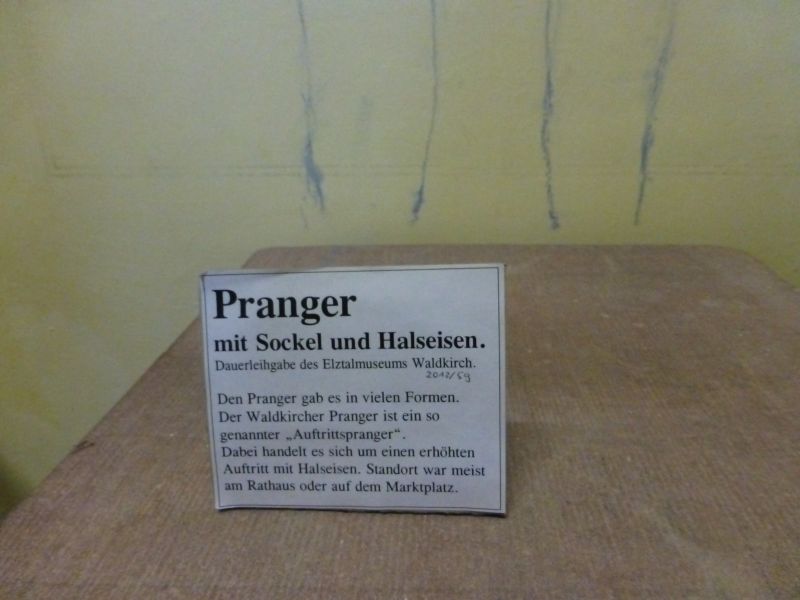 Pranger
mit Sockel und Halseisen.
Dauerleihgabe des Elztalmuseums Waldkirch.
2012/59
Den Pranger gab es in vielen Formen.
Der Waldkircher Pranger ist ein so
genannter „Auftrittspranger“.
Dabei handelt es sich um einen erhöhten
Auftritt mit Halseisen. Standort war meist
am Rathaus oder auf dem Marktplatz.